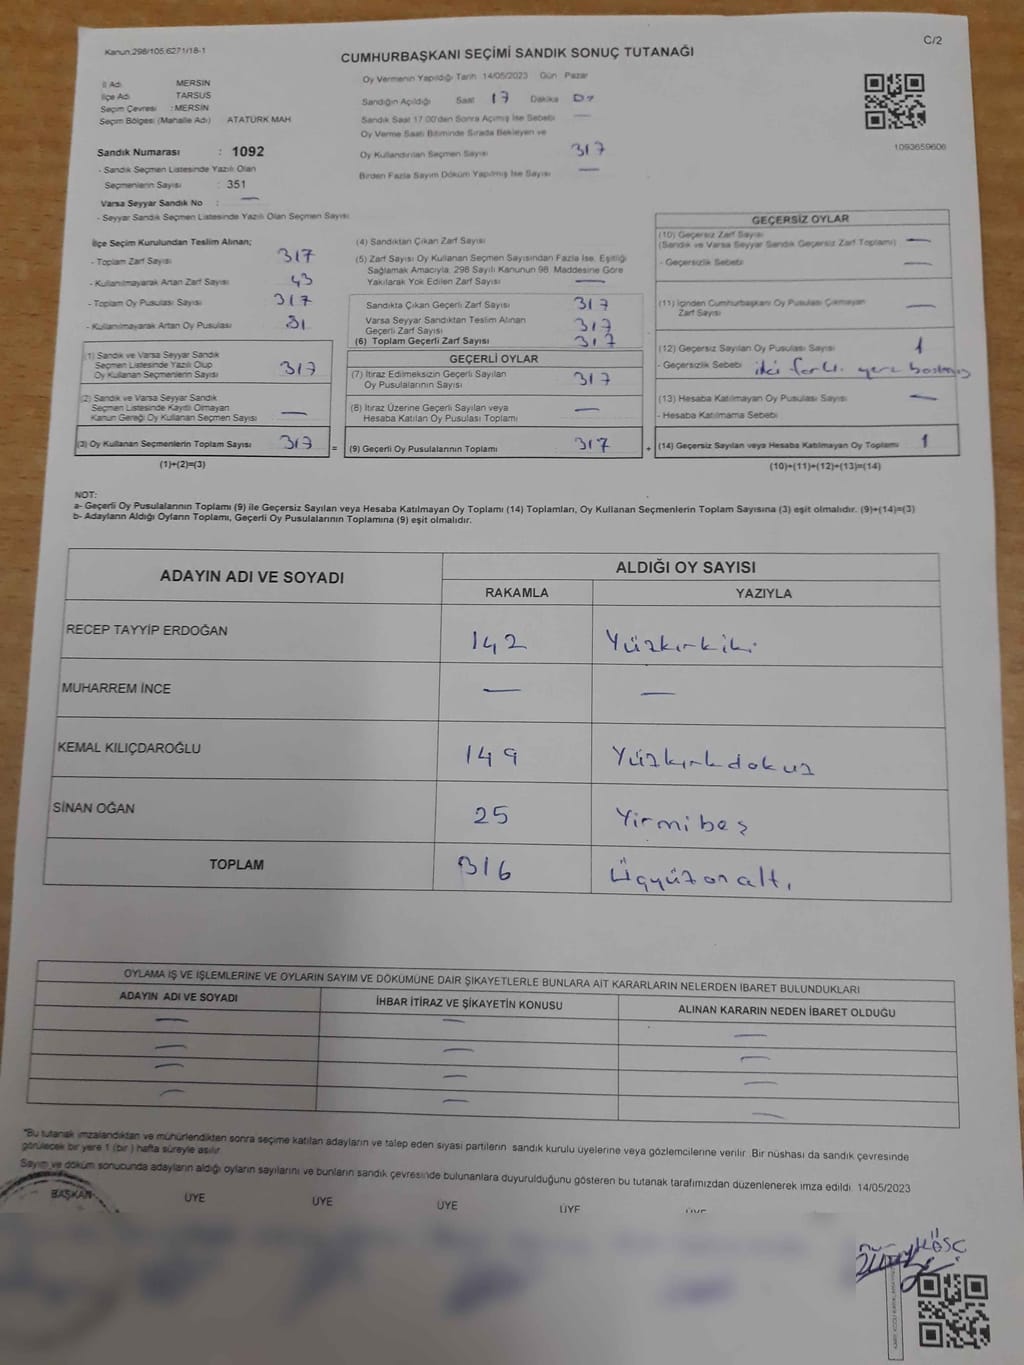 Kanun:298/105;6271/18-1
C/2
CUMHURBAŞKANI SEÇİMİ SANDIK SONUÇ TUTANAĞI
İl Adı MERSİN
İlçe Adı TARSUS
Seçim Çevresi : MERSİN
Seçim Bölgesi (Mahalle Adı) ATATÜRK MAH
Sandık Numarası : 1092
- Sandık Seçmen Listesinde Yazılı Olan
Seçmenlerin Sayısı : 351
Varsa Seyyar Sandık No : —
- Seyyar Sandık Seçmen Listesinde Yazılı Olan Seçmen Sayısı
Oy Vermenin Yapıldığı Tarih 14/05/2023 Gün Pazar
Sandığın Açıldığı Saat 17 Dakika
Sandık Saat 17:00'den Sonra Açılmış İse Sebebi —
Oy Verme Saati Bitiminde Sırada Bekleyen ve
Oy Kullandırılan Seçmen Sayısı 317
Birden Fazla Sayım Döküm Yapılmış İse Sayısı —
1093659606
İlçe Seçim Kurulundan Teslim Alınan;
- Toplam Zarf Sayısı 317
- Kullanılmayarak Artan Zarf Sayısı 43
- Toplam Oy Pusulası Sayısı 317
- Kullanılmayarak Artan Oy Pusulası 31
(1) Sandık ve Varsa Seyyar Sandık
Seçmen Listesinde Yazılı Olup
Oy Kullanan Seçmenlerin Sayısı 317
(2) Sandık ve Varsa Seyyar Sandık
Seçmen Listesinde Kayıtlı Olmayan
Kanun Gereği Oy Kullanan Seçmen Sayısı —
(3) Oy Kullanan Seçmenlerin Toplam Sayısı 317 =
(1)+(2)=(3)
(4) Sandıktan Çıkan Zarf Sayısı
(5) Zarf Sayısı Oy Kullanan Seçmen Sayısından Fazla İse, Eşitliği
Sağlamak Amacıyla, 298 Sayılı Kanunun 98. Maddesine Göre
Yakılarak Yok Edilen Zarf Sayısı —
Sandıkta Çıkan Geçerli Zarf Sayısı 317
Varsa Seyyar Sandıktan Teslim Alınan
Geçerli Zarf Sayısı 317
(6) Toplam Geçerli Zarf Sayısı 317
GEÇERLİ OYLAR
(7) İtiraz Edilmeksizin Geçerli Sayılan
Oy Pusulalarının Sayısı 317
(8) İtiraz Üzerine Geçerli Sayılan veya
Hesaba Katılan Oy Pusulası Toplamı —
(9) Geçerli Oy Pusulalarının Toplamı 317 +
GEÇERSİZ OYLAR
(10) Geçersiz Zarf Sayısı
(Sandık ve Varsa Seyyar Sandık Geçersiz Zarf Toplamı) —
- Geçersizlik Sebebi —
(11) İçinden Cumhurbaşkanı Oy Pusulası Çıkmayan
Zarf Sayısı —
(12) Geçersiz Sayılan Oy Pusulası Sayısı 1
- Geçersizlik Sebebi iki farklı yere basılmış
(13) Hesaba Katılmayan Oy Pusulası Sayısı —
- Hesaba Katılmama Sebebi
(14) Geçersiz Sayılan veya Hesaba Katılmayan Oy Toplamı 1
(10)+(11)+(12)+(13)=(14)
NOT:
a- Geçerli Oy Pusulalarının Toplamı (9) ile Geçersiz Sayılan veya Hesaba Katılmayan Oy Toplamı (14) Toplamları, Oy Kullanan Seçmenlerin Toplam Sayısına (3) eşit olmalıdır. (9)+(14)=(3)
b- Adayların Aldığı Oyların Toplamı, Geçerli Oy Pusulalarının Toplamına (9) eşit olmalıdır.
ADAYIN ADI VE SOYADI
ALDIĞI OY SAYISI
RAKAMLA YAZIYLA
RECEP TAYYİP ERDOĞAN 142 Yüzkırkiki
MUHARREM İNCE — —
KEMAL KILIÇDAROĞLU 149 Yüzkırkdokuz
SİNAN OĞAN 25 Yirmibeş
TOPLAM 316 Üçyüzonaltı
OYLAMA İŞ VE İŞLEMLERİNE VE OYLARIN SAYIM VE DÖKÜMÜNE DAİR ŞİKAYETLERLE BUNLARA AİT KARARLARIN NELERDEN İBARET BULUNDUKLARI
ADAYIN ADI VE SOYADI İHBAR İTİRAZ VE ŞİKAYETİN KONUSU ALINAN KARARIN NEDEN İBARET OLDUĞU
— — —
— — —
— — —
— — —
*Bu tutanak imzalandıktan ve mühürlendikten sonra seçime katılan adayların ve talep eden siyasi partilerin sandık kurulu üyelerine veya gözlemcilerine verilir. Bir nüshası da sandık çevresinde
görülecek bir yere 1 (bir) hafta süreyle asılır.
Sayım ve döküm sonucunda adayların aldığı oyların sayılarını ve bunların sandık çevresinde bulunanlara duyurulduğunu gösteren bu tutanak tarafımızdan düzenlenerek imza edildi. 14/05/2023
BAŞKAN ÜYE ÜYE ÜYE ÜYE ÜYE